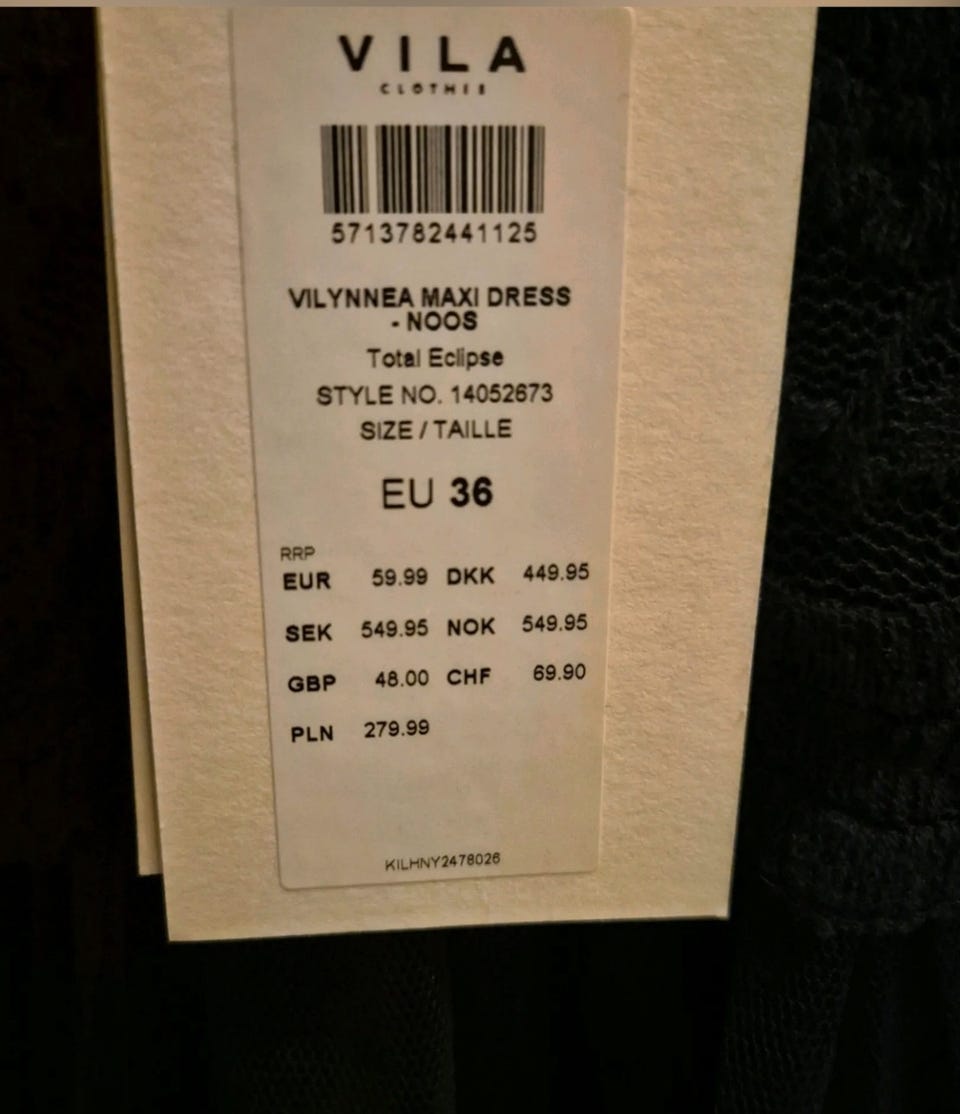 VILA
CLOTHES
5713782441125
VILYNNEA MAXI DRESS
- NOOS
Total Eclipse
STYLE NO. 14052673
SIZE / TAILLE
EU 36
RRP
EUR 59.99 DKK 449.95
SEK 549.95 NOK 549.95
GBP 48.00 CHF 69.90
PLN 279.99
KILHNY2478026